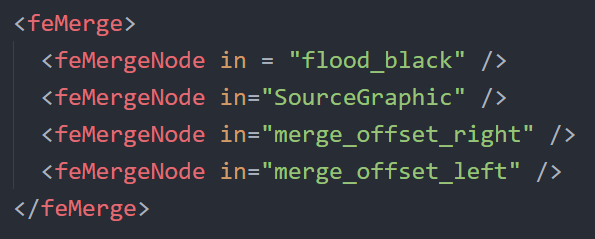 <feMerge>
<feMergeNode in = "flood_black" />
<feMergeNode in="SourceGraphic" />
<feMergeNode in="merge_offset_right" />
<feMergeNode in="merge_offset_left" />
</feMerge>